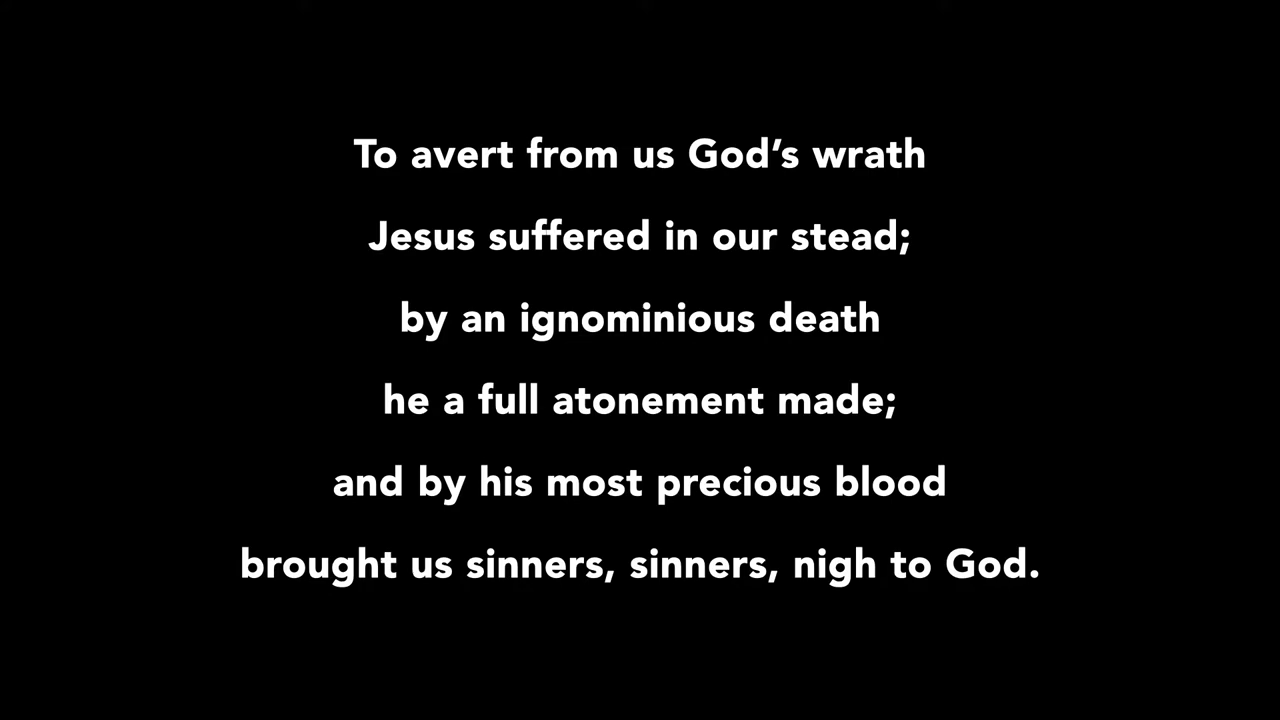 To avert from us God’s wrath
Jesus suffered in our stead;
by an ignominious death
he a full atonement made;
and by his most precious blood
brought us sinners, sinners, nigh to God.